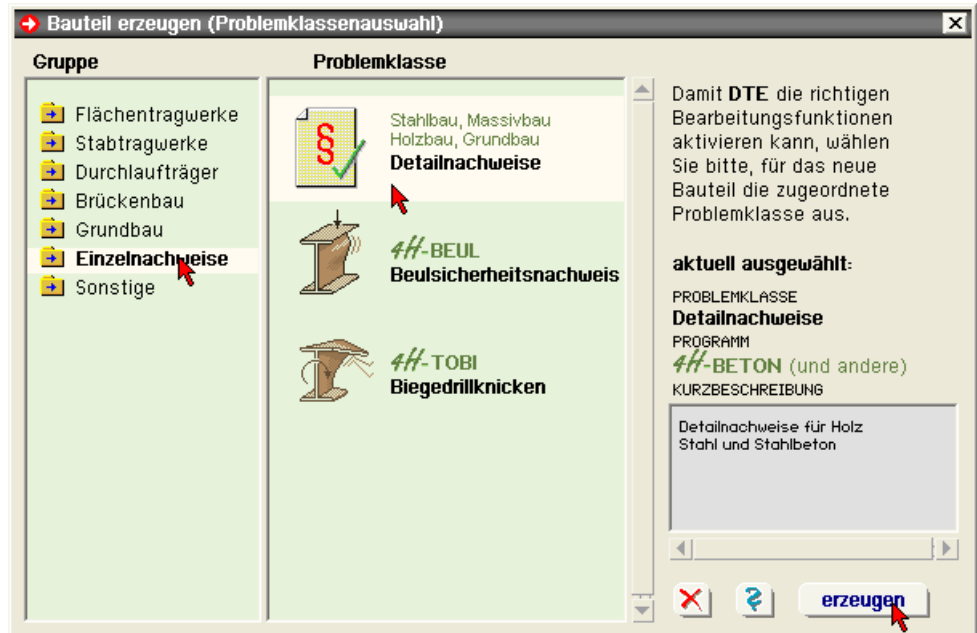 Bauteil erzeugen (Problemklassenauswahl)
Gruppe
Problemklasse
Flächentragwerke
Stabtragwerke
Durchlaufträger
Brückenbau
Grundbau
Einzelnachweise
Sonstige
Stahlbau, Massivbau
Holzbau, Grundbau
Detailnachweise
4H-BEUL
Beulsicherheitsnachweis
4H-TOBI
Biegedrillknicken
Damit DTE die richtigen
Bearbeitungsfunktionen
aktivieren kann, wählen
Sie bitte, für das neue
Bauteil die zugeordnete
Problemklasse aus.
aktuell ausgewählt:
PROBLEMKLASSE
Detailnachweise
PROGRAMM
4H-BETON (und andere)
KURZBESCHREIBUNG
Detailnachweise für Holz
Stahl und Stahlbeton
erzeugen